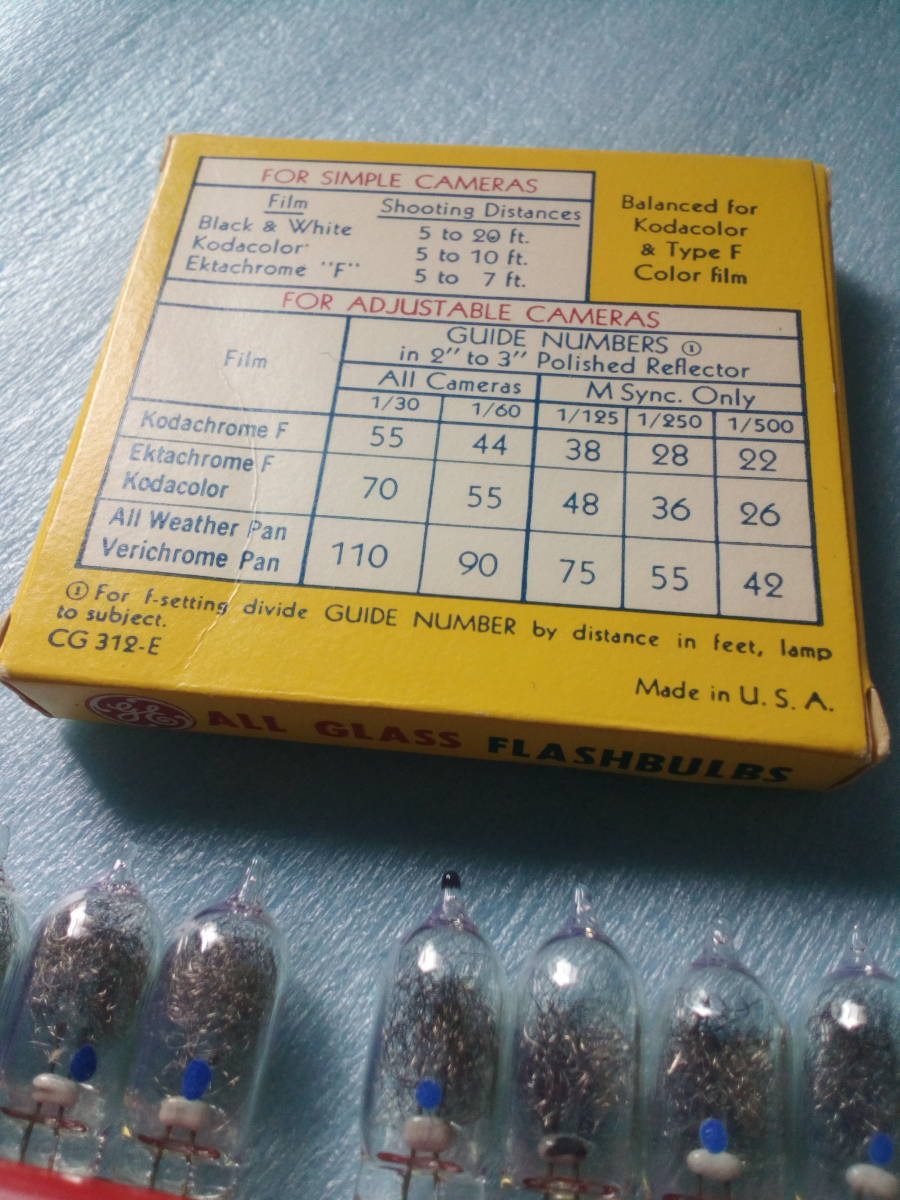 FOR SIMPLE CAMERAS
Film Shooting Distances
Black & White 5 to 20 ft.
Kodacolor 5 to 10 ft.
Ektachrome "F" 5 to 7 ft.
Balanced for
Kodacolor
& Type F
Color film
FOR ADJUSTABLE CAMERAS
Film
GUIDE NUMBERS ①
in 2" to 3" Polished Reflector
All Cameras M Sync. Only
1/30 1/60 1/125 1/250 1/500
Kodachrome F 55 44 38 28 22
Ektachrome F
Kodacolor 70 55 48 36 26
All Weather Pan
Verichrome Pan 110 90 75 55 42
① For f-setting divide GUIDE NUMBER by distance in feet, lamp
to subject.
CG 312-E
Made in U. S. A.
GE ALL GLASS FLASHBULBS